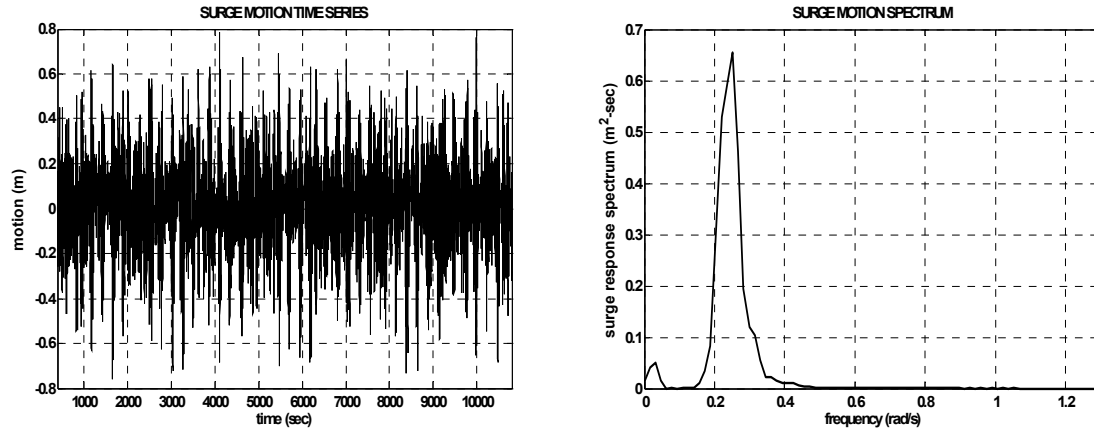 SURGE MOTION TIME SERIES
0.8
0.6
0.4
0.2
0
-0.2
-0.4
-0.6
-0.8
motion (m)
1000 2000 3000 4000 5000 6000 7000 8000 9000 10000
time (sec)
SURGE MOTION SPECTRUM
0.7
0.6
0.5
0.4
0.3
0.2
0.1
0
surge response spectrum (m²-sec)
0 0.2 0.4 0.6 0.8 1 1.2
frequency (rad/s)